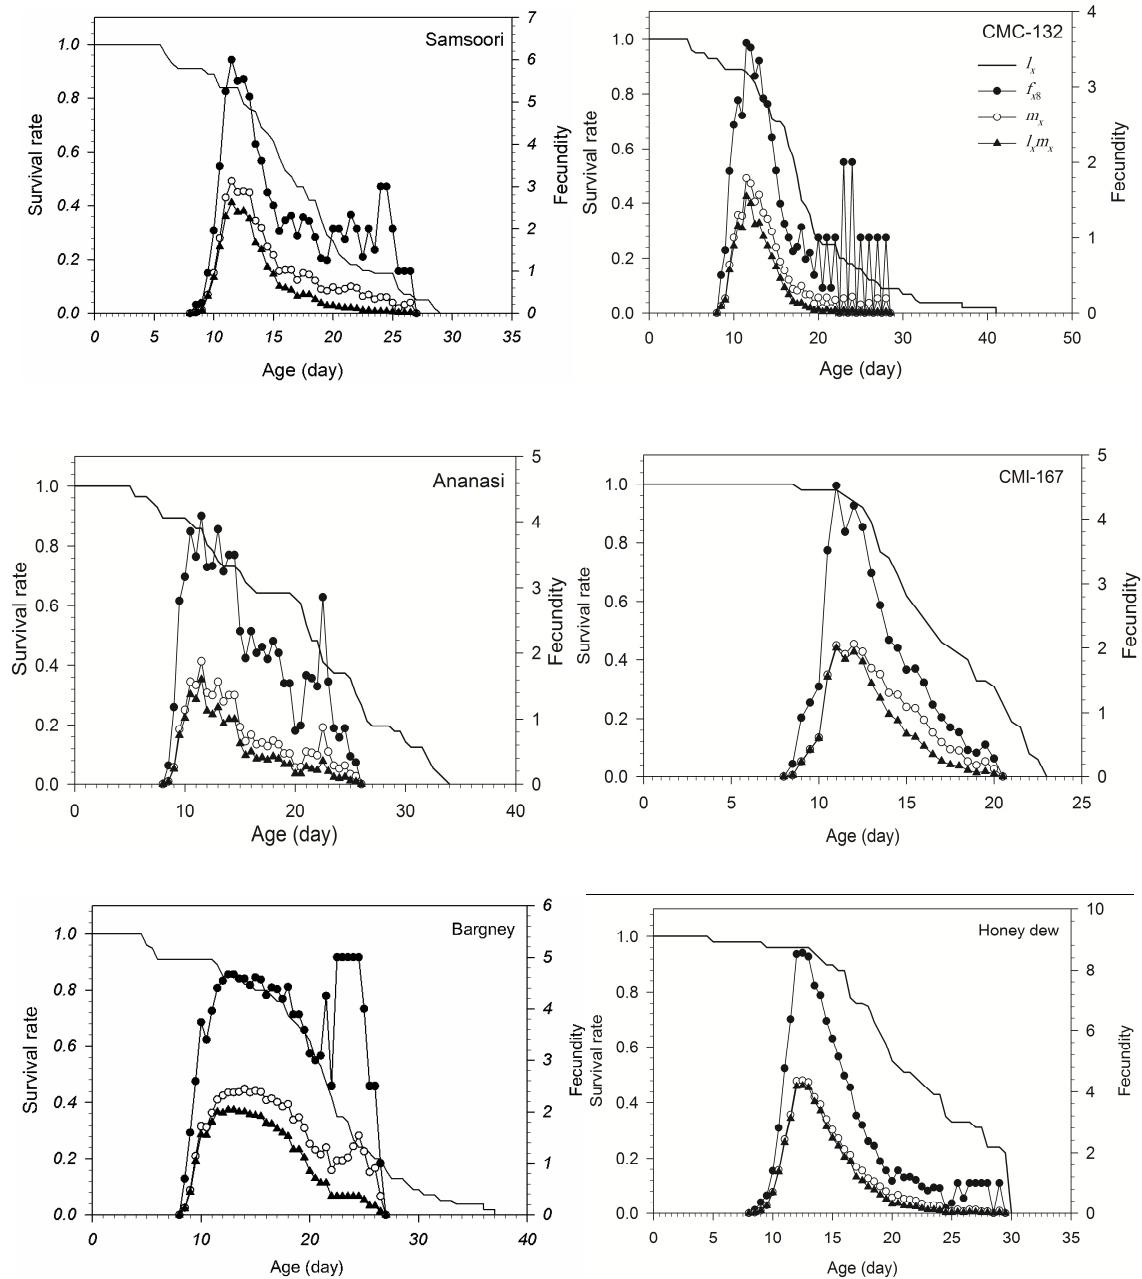 Samsoori
Survival rate
1.0
0.8
0.6
0.4
0.2
0.0
7
6
5
4
3
2
1
0
Fecundity
0 5 10 15 20 25 30 35
Age (day)
CMC-132
l_x
f_x8
m_x
l_x m_x
Survival rate
1.0
0.8
0.6
0.4
0.2
0.0
4
3
2
1
0
Fecundity
0 10 20 30 40 50
Age (day)
Ananasi
Survival rate
1.0
0.8
0.6
0.4
0.2
0.0
5
4
3
2
1
0
Fecundity
0 10 20 30 40
Age (day)
CMI-167
Survival rate
1.0
0.8
0.6
0.4
0.2
0.0
5
4
3
2
1
0
Fecundity
0 5 10 15 20 25
Age (day)
Bargney
Survival rate
1.0
0.8
0.6
0.4
0.2
0.0
6
5
4
3
2
1
0
Fecundity
0 10 20 30 40
Age (day)
Honey dew
Survival rate
1.0
0.8
0.6
0.4
0.2
0.0
10
8
6
4
2
0
Fecundity
0 5 10 15 20 25 30 35
Age (day)